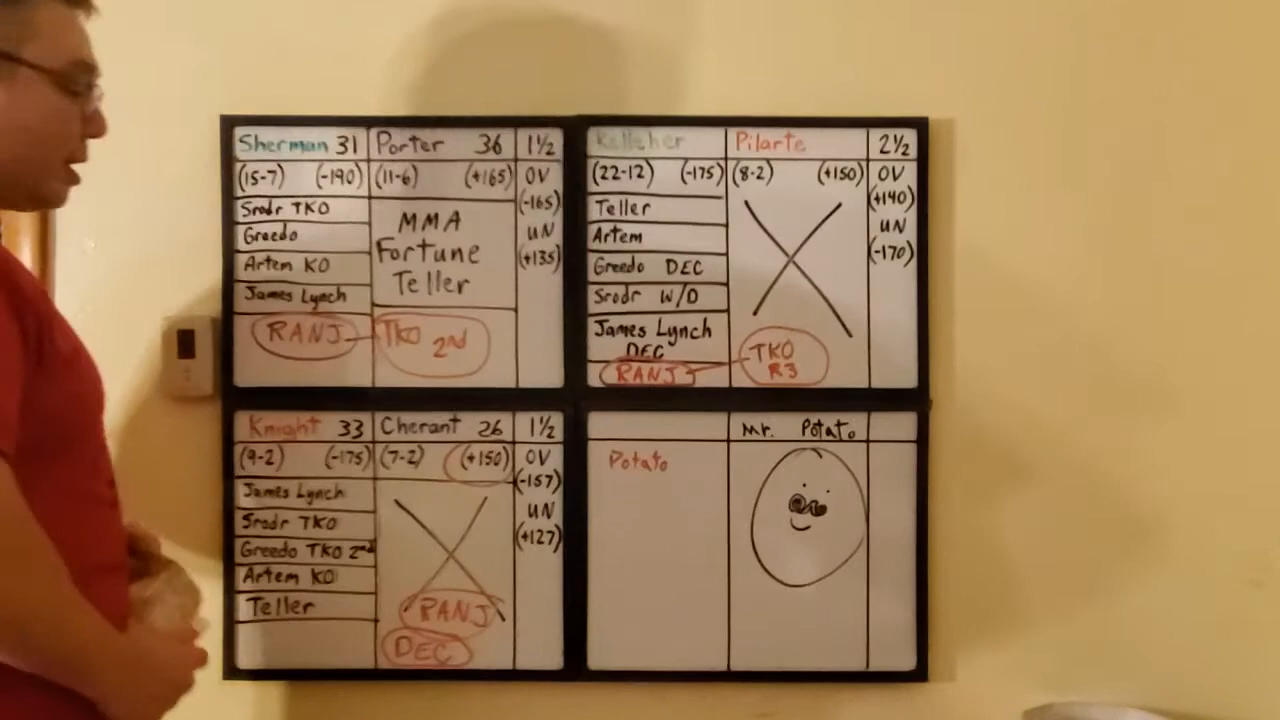 Sherman 31 Porter 36 1½
(15-7) (-190) (11-6) (+165) OV
(-165)
UN
(+135)
Srodr TKO
Greedo
Artem KO
James Lynch
RANJ
MMA
Fortune
Teller
TKO 2nd
Kelleher Pilarte 2½
(22-12) (-175) (8-2) (+150) OV
(+140)
UN
(-170)
Teller
Artem
Greedo DEC
Srodr W/D
James Lynch
DEC
RANJ
TKO
R3
Knight 33 Cherant 26 1½
(9-2) (-175) (7-2) (+150) OV
(-157)
UN
(+127)
James Lynch
Srodr TKO
Greedo TKO 2nd
Artem KO
Teller
RANJ
DEC
Mr. Potato
Potato